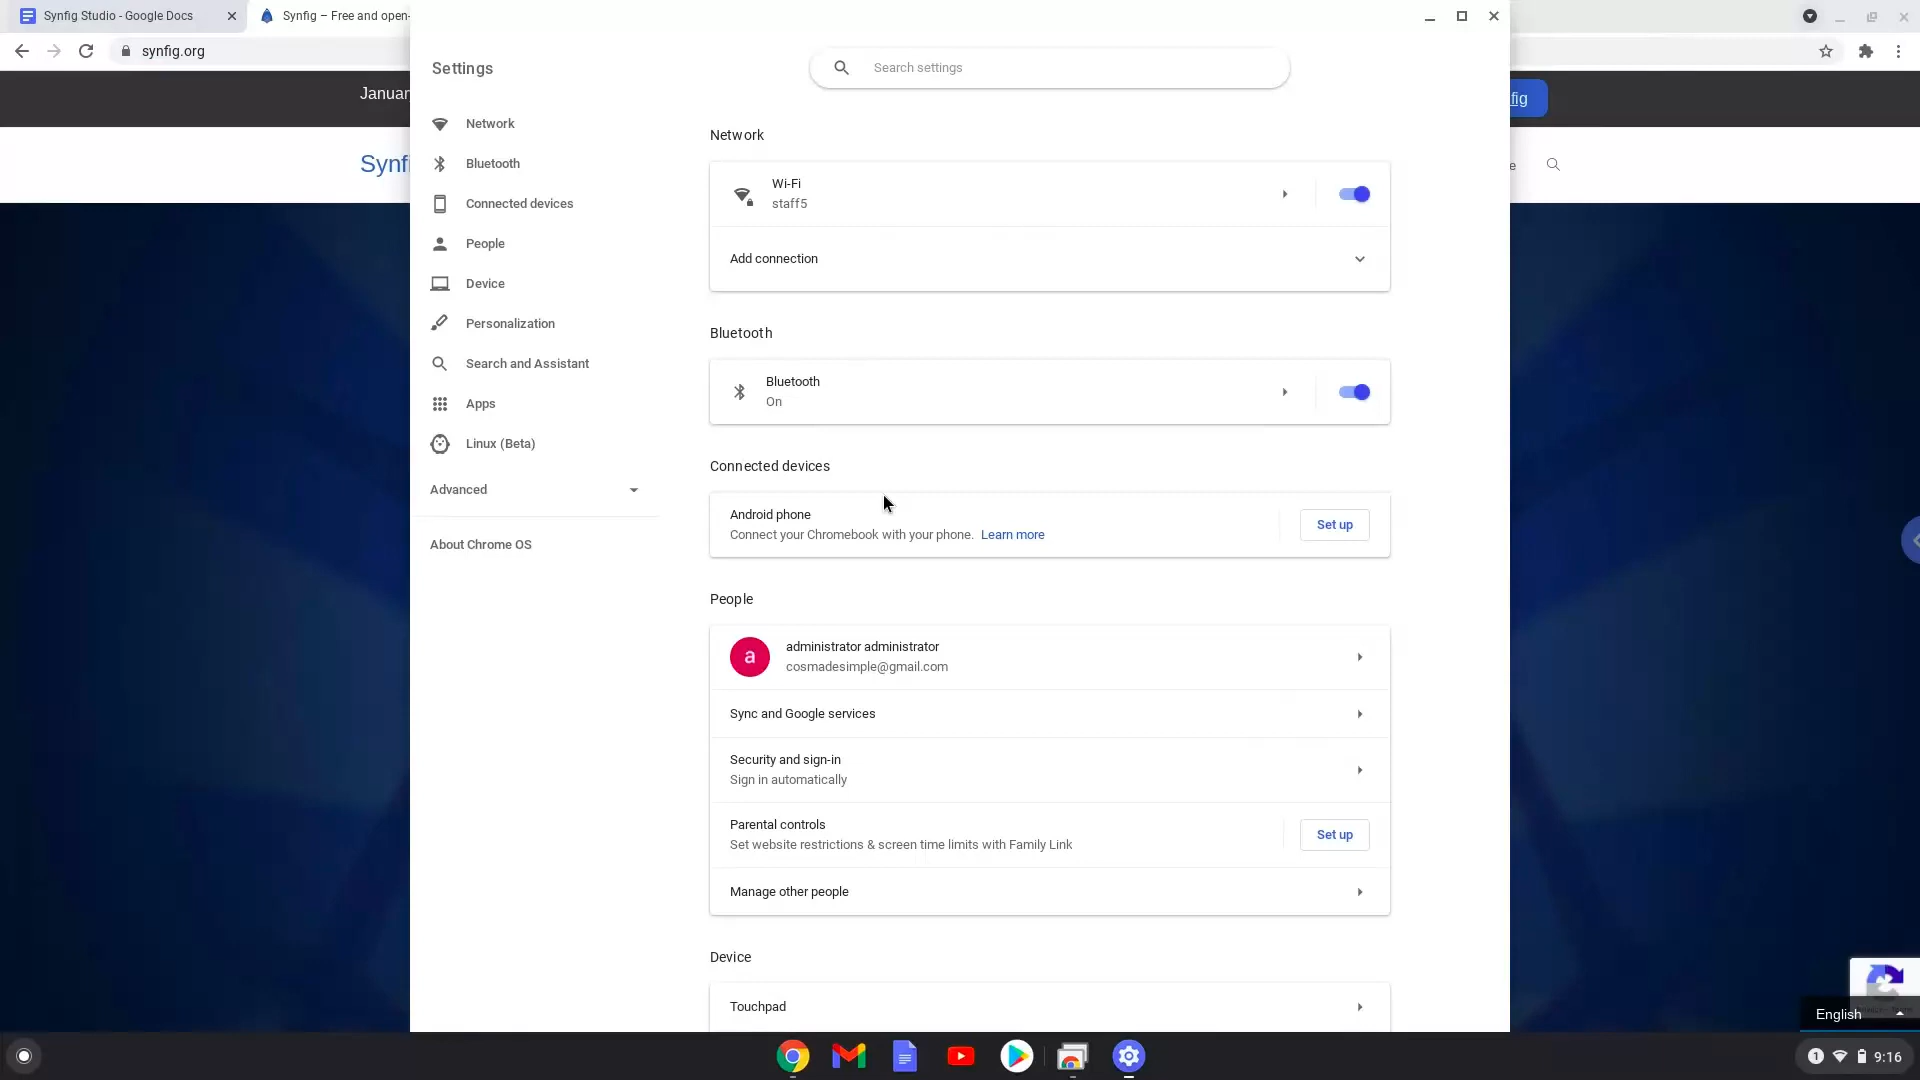 Synfig Studio - Google Docs
Synfig – Free and open-
synfig.org
Januar
fig
Synf
e
Settings
Search settings
Network
Bluetooth
Connected devices
People
Device
Personalization
Search and Assistant
Apps
Linux (Beta)
Advanced
About Chrome OS
Network
Wi-Fi
staff5
Add connection
Bluetooth
Bluetooth
On
Connected devices
Android phone
Connect your Chromebook with your phone. Learn more
Set up
People
a
administrator administrator
cosmadesimple@gmail.com
Sync and Google services
Security and sign-in
Sign in automatically
Parental controls
Set website restrictions & screen time limits with Family Link
Set up
Manage other people
Device
Touchpad
English
1
9:16